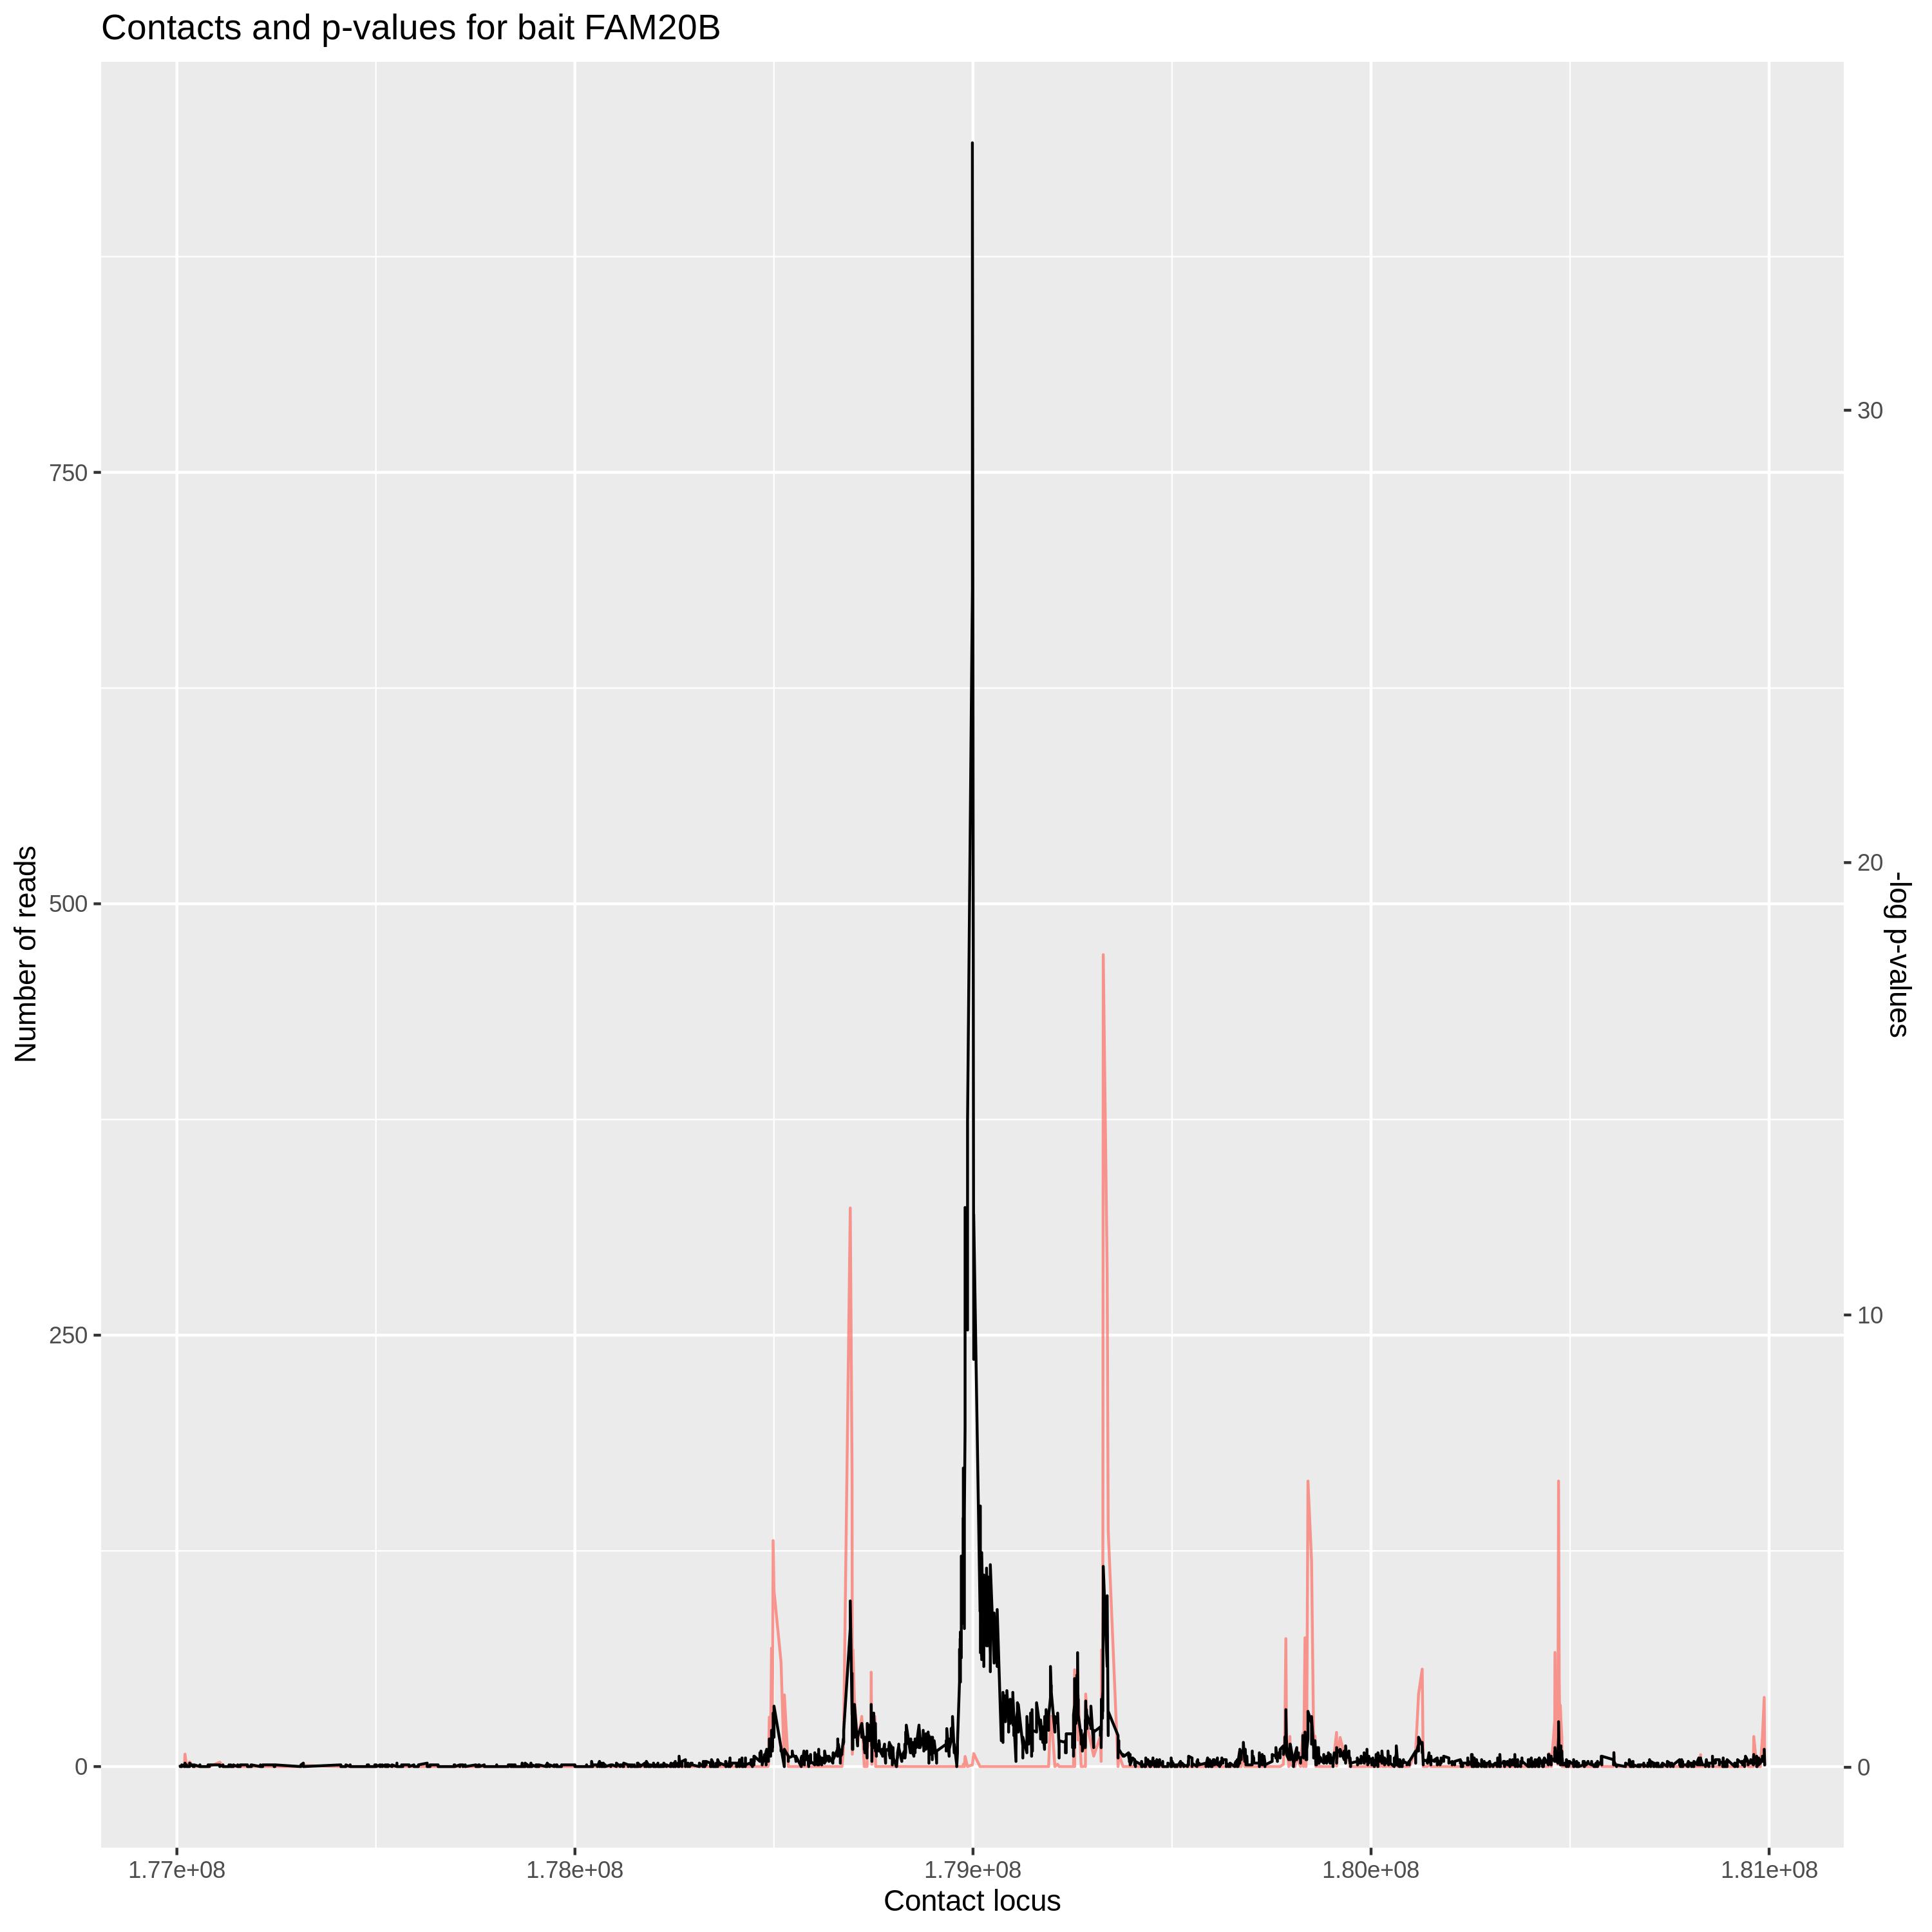 Contacts and p-values for bait FAM20B
Number of reads
750
500
250
0
30
20
10
0
-log p-values
1.77e+08
1.78e+08
1.79e+08
1.80e+08
1.81e+08
Contact locus